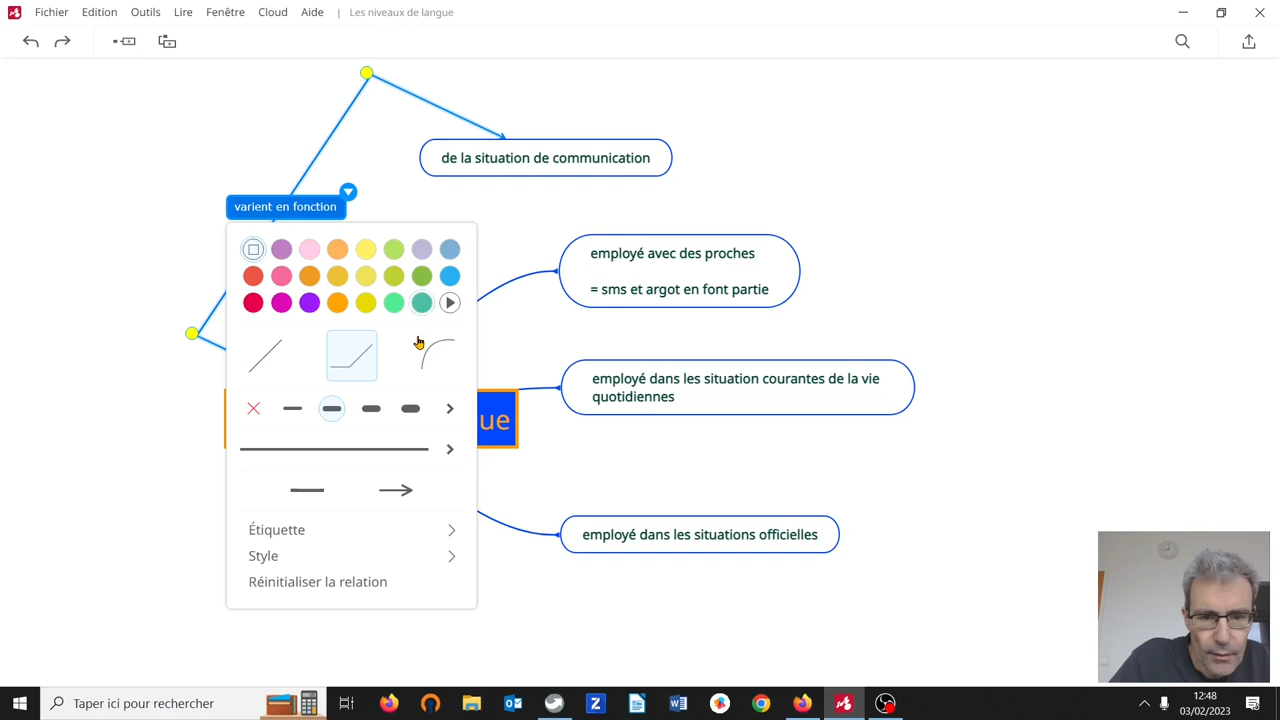 Fichier Edition Outils Lire Fenêtre Cloud Aide | Les niveaux de langue
de la situation de communication
varient en fonction
employé avec des proches
= sms et argot en font partie
employé dans les situation courantes de la vie
quotidiennes
ue
employé dans les situations officielles
Étiquette
Style
Réinitialiser la relation
Taper ici pour rechercher
12:48
03/02/2023